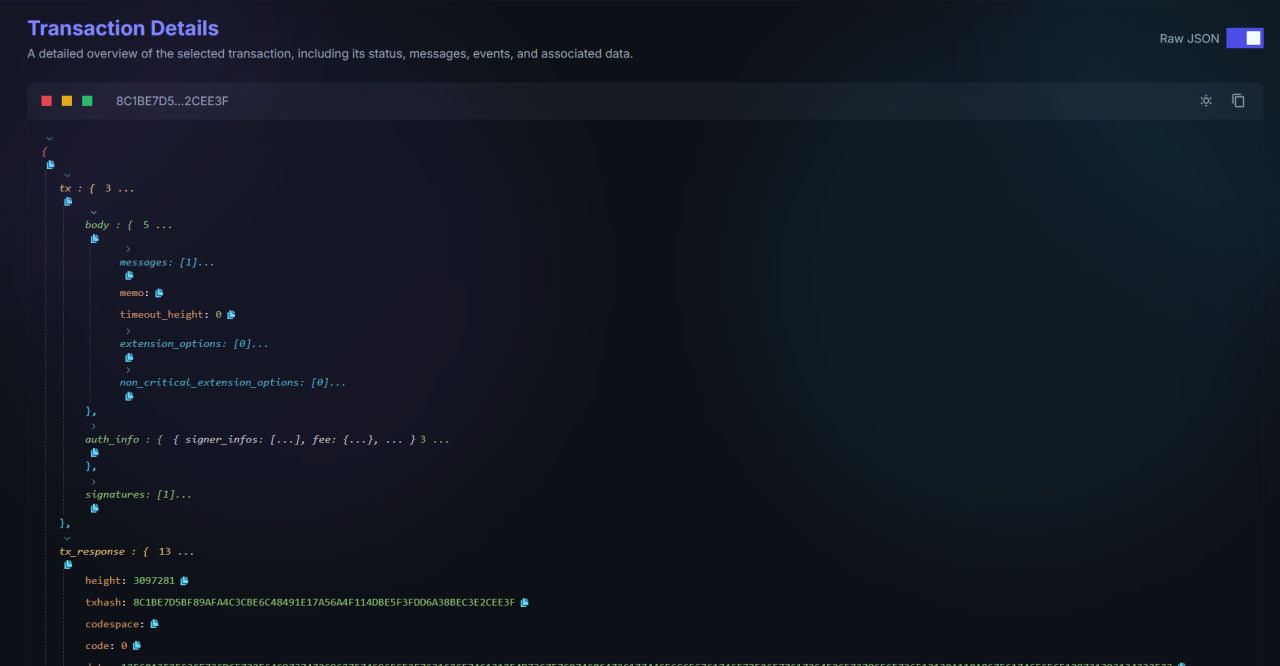 Transaction Details
A detailed overview of the selected transaction, including its status, messages, events, and associated data.
Raw JSON
8C1BE7D5...2CEE3F
{
tx : { 3 ...
body : { 5 ...
messages: [1]...
memo:
timeout_height: 0
extension_options: [0]...
non_critical_extension_options: [0]...
},
auth_info : { { signer_infos: [...], fee: {...}, ... } 3 ...
},
signatures: [1]...
},
tx_response : { 13 ...
height: 3097281
txhash: 8C1BE7D5BF89AFA4C3CBE6C48491E17A56A4F114DBE5F3FDD6A38BEC3E2CEE3F
codespace:
code: 0